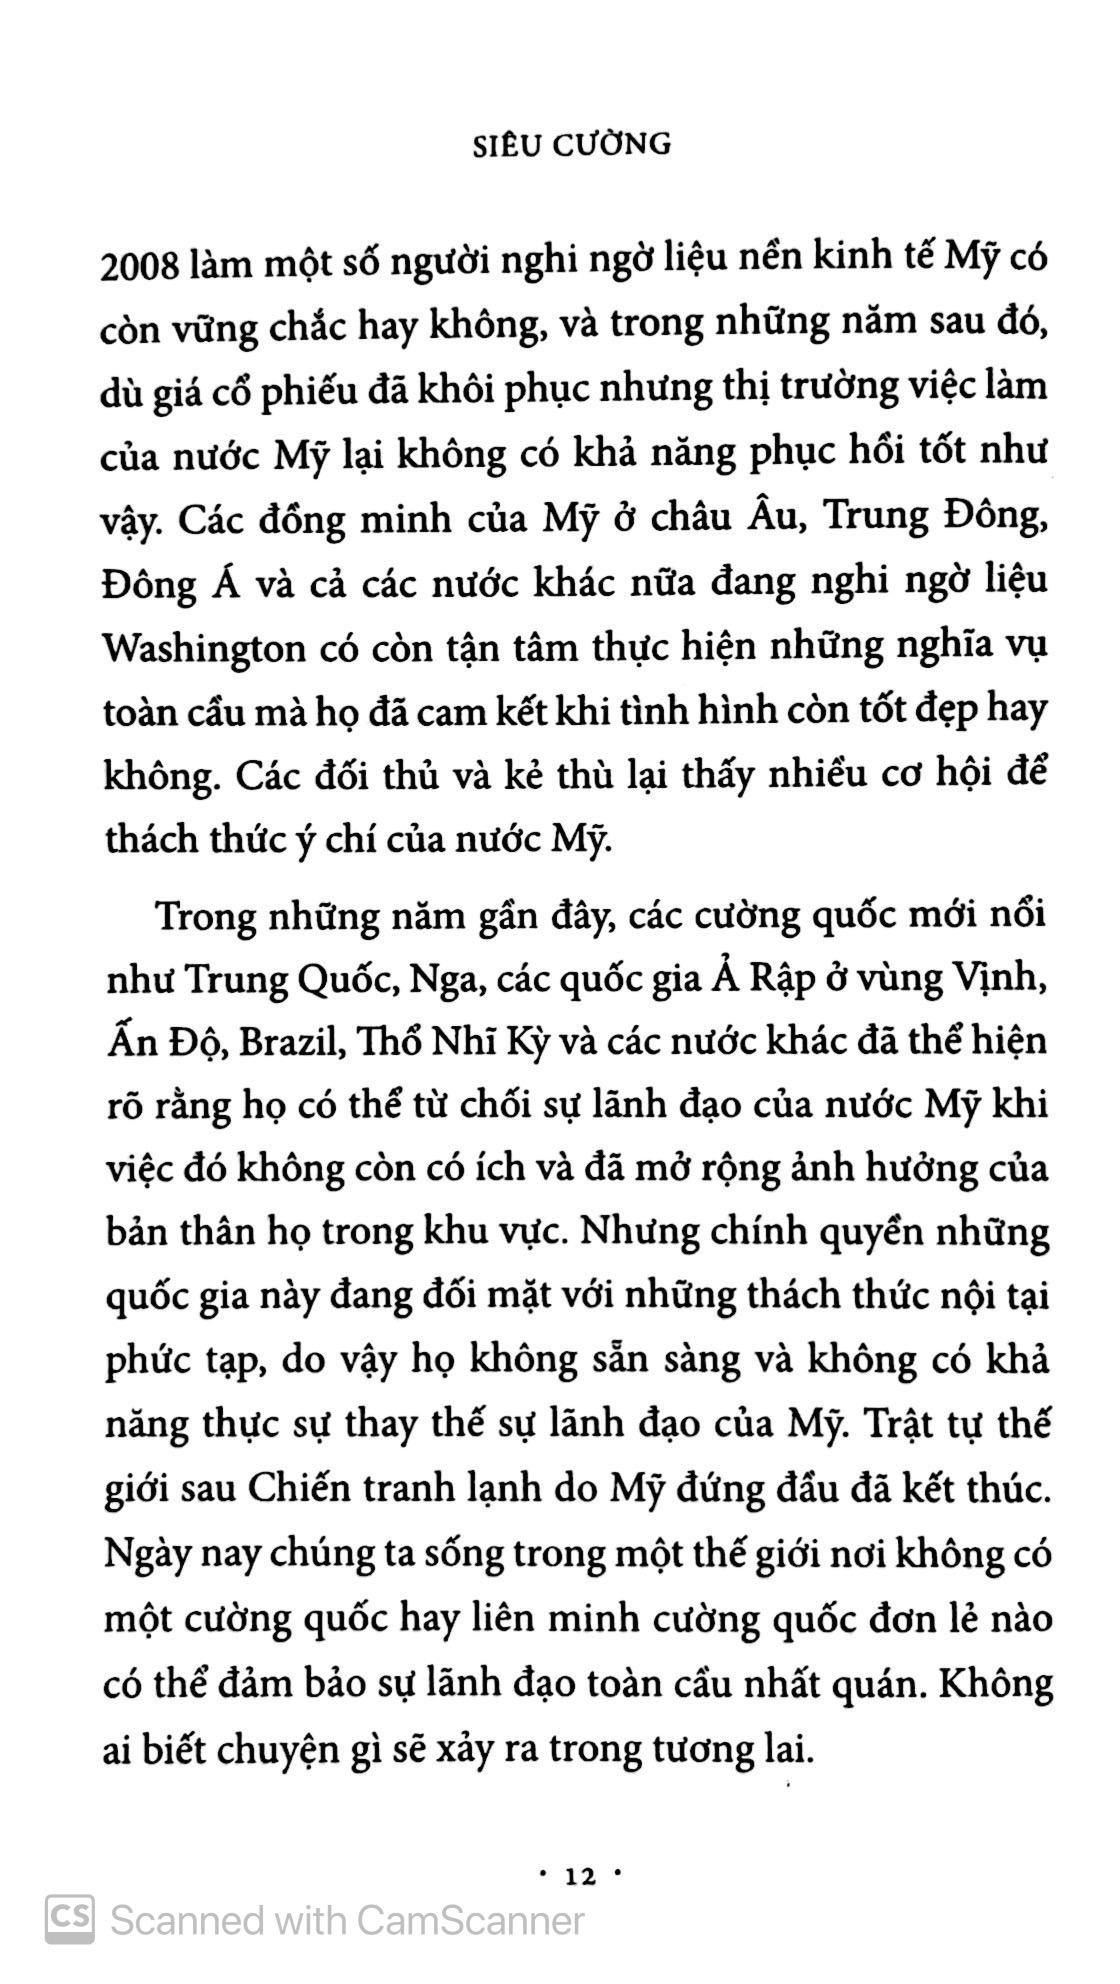 SIÊU CƯỜNG
2008 làm một số người nghi ngờ liệu nền kinh tế Mỹ có
còn vững chắc hay không, và trong những năm sau đó,
dù giá cổ phiếu đã khôi phục nhưng thị trường việc làm
của nước Mỹ lại không có khả năng phục hồi tốt như
vậy. Các đồng minh của Mỹ ở châu Âu, Trung Đông,
Đông Á và cả các nước khác nữa đang nghi ngờ liệu
Washington có còn tận tâm thực hiện những nghĩa vụ
toàn cầu mà họ đã cam kết khi tình hình còn tốt đẹp hay
không. Các đối thủ và kẻ thù lại thấy nhiều cơ hội để
thách thức ý chí của nước Mỹ.
Trong những năm gần đây, các cường quốc mới nổi
như Trung Quốc, Nga, các quốc gia Ả Rập ở vùng Vịnh,
Ấn Độ, Brazil, Thổ Nhĩ Kỳ và các nước khác đã thể hiện
rõ rằng họ có thể từ chối sự lãnh đạo của nước Mỹ khi
việc đó không còn có ích và đã mở rộng ảnh hưởng của
bản thân họ trong khu vực. Nhưng chính quyền những
quốc gia này đang đối mặt với những thách thức nội tại
phức tạp, do vậy họ không sẵn sàng và không có khả
năng thực sự thay thế sự lãnh đạo của Mỹ. Trật tự thế
giới sau Chiến tranh lạnh do Mỹ đứng đầu đã kết thúc.
Ngày nay chúng ta sống trong một thế giới nơi không có
một cường quốc hay liên minh cường quốc đơn lẻ nào
có thể đảm bảo sự lãnh đạo toàn cầu nhất quán. Không
ai biết chuyện gì sẽ xảy ra trong tương lai.
• 12 •
CS Scanned with CamScanner